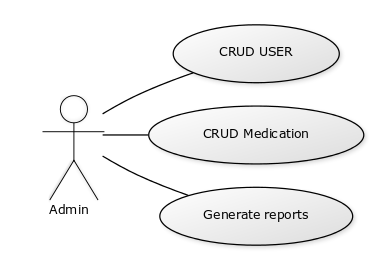 CRUD USER
CRUD Medication
Generate reports
Admin